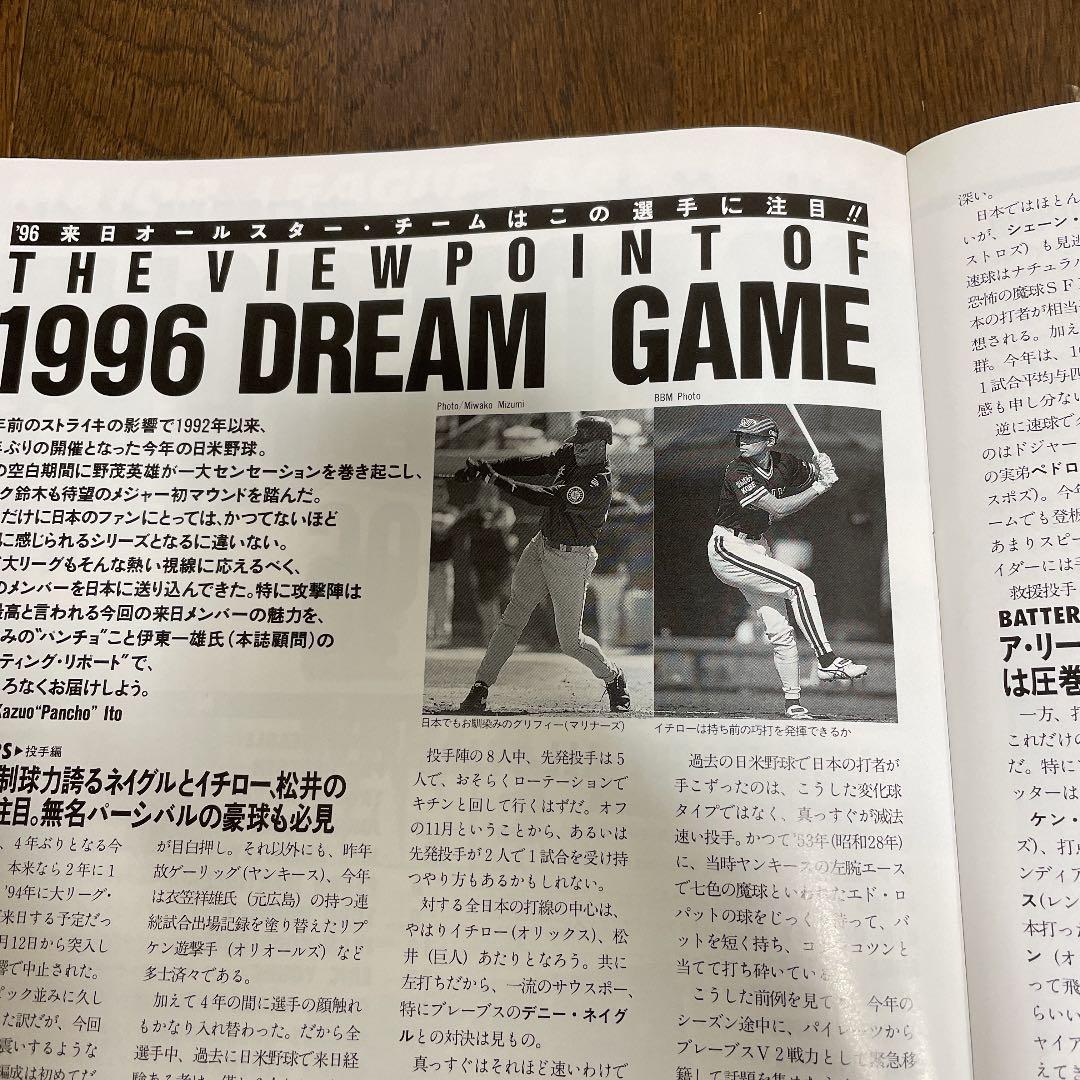 '96 来日オールスター・チームはこの選手に注目!!
THE VIEWPOINT OF
1996 DREAM GAME
年前のストライキの影響で1992年以来、
ぶりの開催となった今年の日米野球。
の空白期間に野茂英雄が一大センセーションを巻き起こし、
ク鈴木も待望のメジャー初マウンドを踏んだ。
だけに日本のファンにとっては、かつてないほど
に感じられるシリーズとなるに違いない。
大リーグもそんな熱い視線に応えるべく、
のメンバーを日本に送り込んできた。特に攻撃陣は
最高と言われる今回の来日メンバーの魅力を、
みの"パンチョ"こと伊東一雄氏（本誌顧問）の
ティング・リポート"で、
ろなくお届けしよう。
Kazuo"Pancho" Ito
Photo/Miwako Mizumi
BBM Photo
日本でもお馴染みのグリフィー（マリナーズ）
イチローは持ち前の巧打を発揮できるか
RS▶投手編
制球力誇るネイグルとイチロー、松井の
注目。無名パーシバルの豪球も必見
、4年ぶりとなる今
本来なら2年に1
'94年に大リーグ・
来日する予定だっ
月12日から突入し
響で中止された。
ピック並みに久し
た訳だが、今回
震いするような
編成は初めてだ
が目白押し。それ以外にも、昨年
故ゲーリッグ（ヤンキース）、今年
は衣笠祥雄氏（元広島）の持つ連
続試合出場記録を塗り替えたリプ
ケン遊撃手（オリオールズ）など
多士済々である。
加えて4年の間に選手の顔触れ
もかなり入れ替わった。だから全
選手中、過去に日米野球で来日経
験ある者は
投手陣の8人中、先発投手は5
人で、おそらくローテーションで
キチンと回して行くはずだ。オフ
の11月ということから、あるいは
先発投手が2人で1試合を受け持
つやり方もあるかもしれない。
対する全日本の打線の中心は、
やはりイチロー（オリックス）、松
井（巨人）あたりとなろう。共に
左打ちだから、一流のサウスポー、
特にブレーブスのデニー・ネイグ
ルとの対決は見もの。
真っすぐはそれほど速いわけで
過去の日米野球で日本の打者が
手こずったのは、こうした変化球
タイプではなく、真っすぐが滅法
速い投手。かつて'53年（昭和28年）
に、当時ヤンキースの左腕エース
で七色の魔球といわれたエド・ロ
パットの球をじっく 待って、バ
ットを短く持ち、コ コツンと
当てて打ち砕いてい
こうした前例を見て 、今年の
シーズン途中に、パイレーツから
ブレーブスV2戦力として緊急移
籍して話題を集め
深い。
日本ではほとん
いが、シェーン・
ストロズ）も見逃
速球はナチュラル
恐怖の魔球SF
本の打者が相当
想される。加え
群。今年は、1
1試合平均与四
感も申し分ない
逆に速球で
のはドジャー
の実弟ペドロ
スポズ）。今年
ームでも登板
あまりスピー
イダーには
救援投手
BATTER
ア・リー
は圧巻
一方、打
これだけの
だ。特に
ッターは
ケン・
ズ）、打点
ンディア
ス（レン
本打った
ン（オ
って飛
らいい
ャイア
えてき